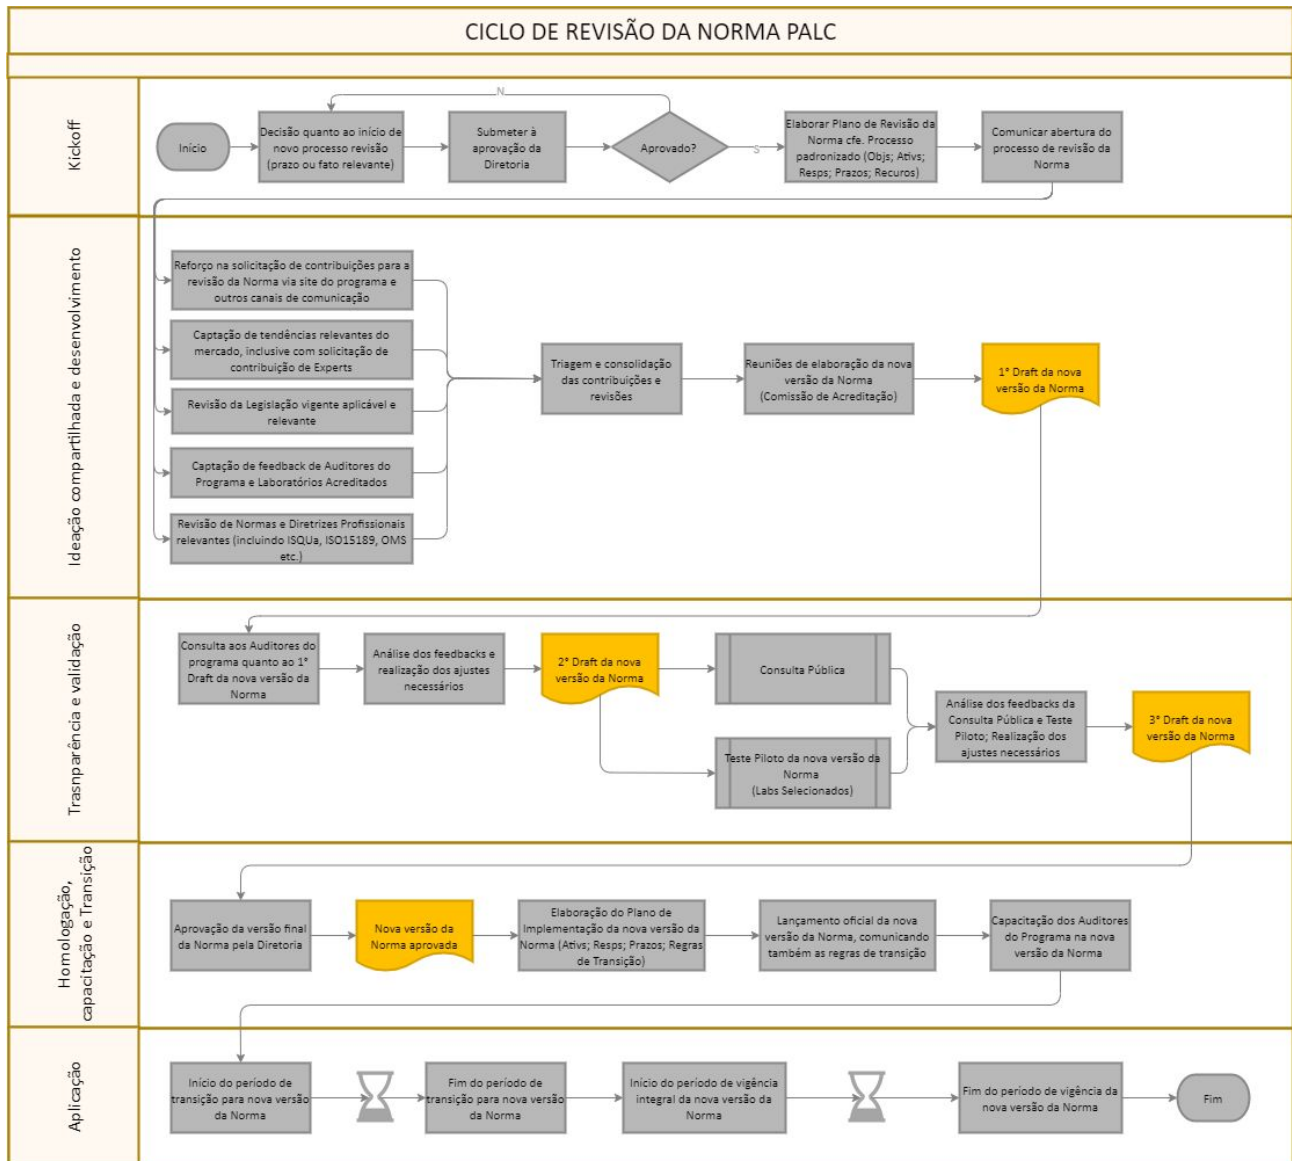 CICLO DE REVISÃO DA NORMA PALC
Kickoff
Início
Decisão quanto ao início de
novo processo revisão
(prazo ou fato relevante)
Submeter à
aprovação da
Diretoria
Aprovado?
N
S
Elaborar Plano de Revisão da
Norma cfe. Processo
padronizado (Objs; Ativs;
Resps; Prazos; Recuros)
Comunicar abertura do
processo de revisão da
Norma
Ideação compartilhada e desenvolvimento
Reforço na solicitação de contribuições para a
revisão da Norma via site do programa e
outros canais de comunicação
Captação de tendências relevantes do
mercado, inclusive com solicitação de
contribuição de Experts
Revisão da Legislação vigente aplicável e
relevante
Captação de feedback de Auditores do
Programa e Laboratórios Acreditados
Revisão de Normas e Diretrizes Profissionais
relevantes (incluindo ISQUa, ISO15189, OMS
etc.)
Triagem e consolidação
das contribuições e
revisões
Reuniões de elaboração da nova
versão da Norma
(Comissão de Acreditação)
1° Draft da nova
versão da Norma
Trasnparência e validação
Consulta aos Auditores do
programa quanto ao 1°
Draft da nova versão da
Norma
Análise dos feedbacks e
realização dos ajustes
necessários
2° Draft da nova
versão da Norma
Consulta Pública
Teste Piloto da nova versão da
Norma
(Labs Selecionados)
Análise dos feedbacks da
Consulta Pública e Teste
Piloto; Realização dos
ajustes necessários
3° Draft da nova
versão da Norma
Homologação,
capacitação e Transição
Aprovação da versão final
da Norma pela Diretoria
Nova versão da
Norma aprovada
Elaboração do Plano de
Implementação da nova versão da
Norma (Ativs; Resps; Prazos; Regras
de Transição)
Lançamento oficial da nova
versão da Norma, comunicando
também as regras de transição
Capacitação dos Auditores
do Programa na nova
versão da Norma
Aplicação
Início do período de
transição para nova versão
da Norma
Fim do período de
transição para nova versão
da Norma
Início do período de vigência
integral da nova versão da
Norma
Fim do período de vigência da
nova versão da Norma
Fim